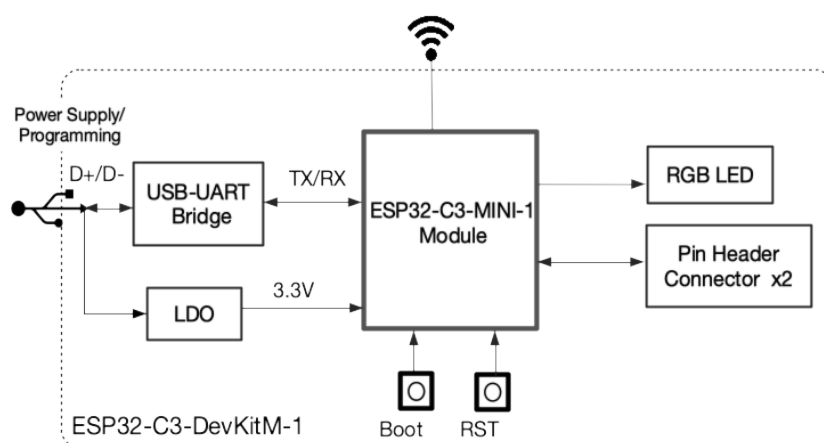 Power Supply/
Programming
D+/D-
USB-UART
Bridge
TX/RX
ESP32-C3-MINI-1
Module
RGB LED
Pin Header
Connector x2
LDO
3.3V
Boot
RST
ESP32-C3-DevKitM-1